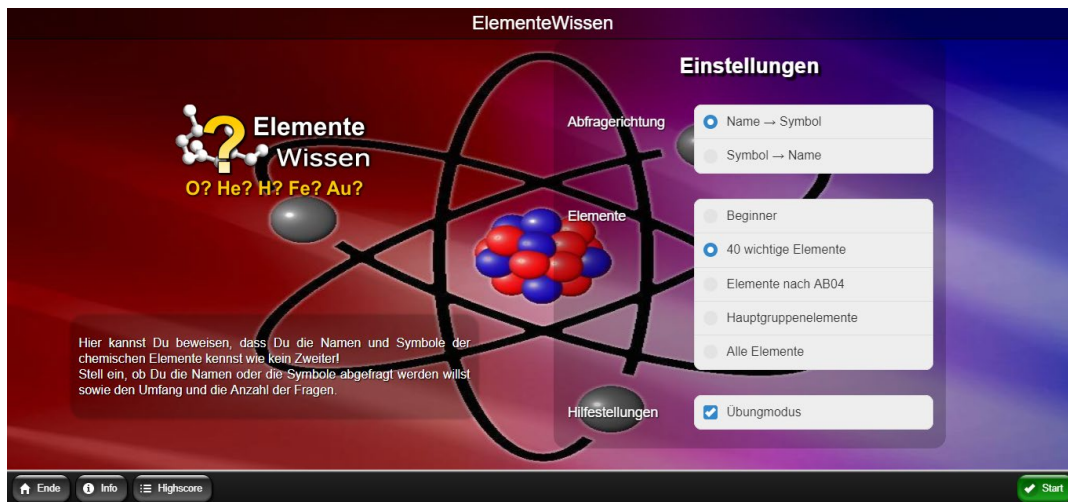 ElementeWissen
Elemente
Wissen
O? He? H? Fe? Au?
Hier kannst Du beweisen, dass Du die Namen und Symbole der
chemischen Elemente kennst wie kein Zweiter!
Stell ein, ob Du die Namen oder die Symbole abgefragt werden willst
sowie den Umfang und die Anzahl der Fragen.
Einstellungen
Abfragerichtung
Name → Symbol
Symbol → Name
Elemente
Beginner
40 wichtige Elemente
Elemente nach AB04
Hauptgruppenelemente
Alle Elemente
Hilfestellungen
Übungmodus
Ende
Info
Highscore
Start